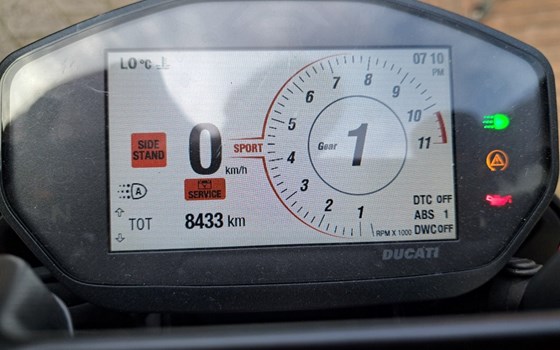 LO °C
07 10
PM
8
7
9
6
10
5
11
SIDE
STAND
0
km/h
SPORT
Gear
1
4
3
2
1
A
SERVICE
TOT
8433 km
RPM X 1000
DTC OFF
ABS 1
DWC OFF
DUCATI